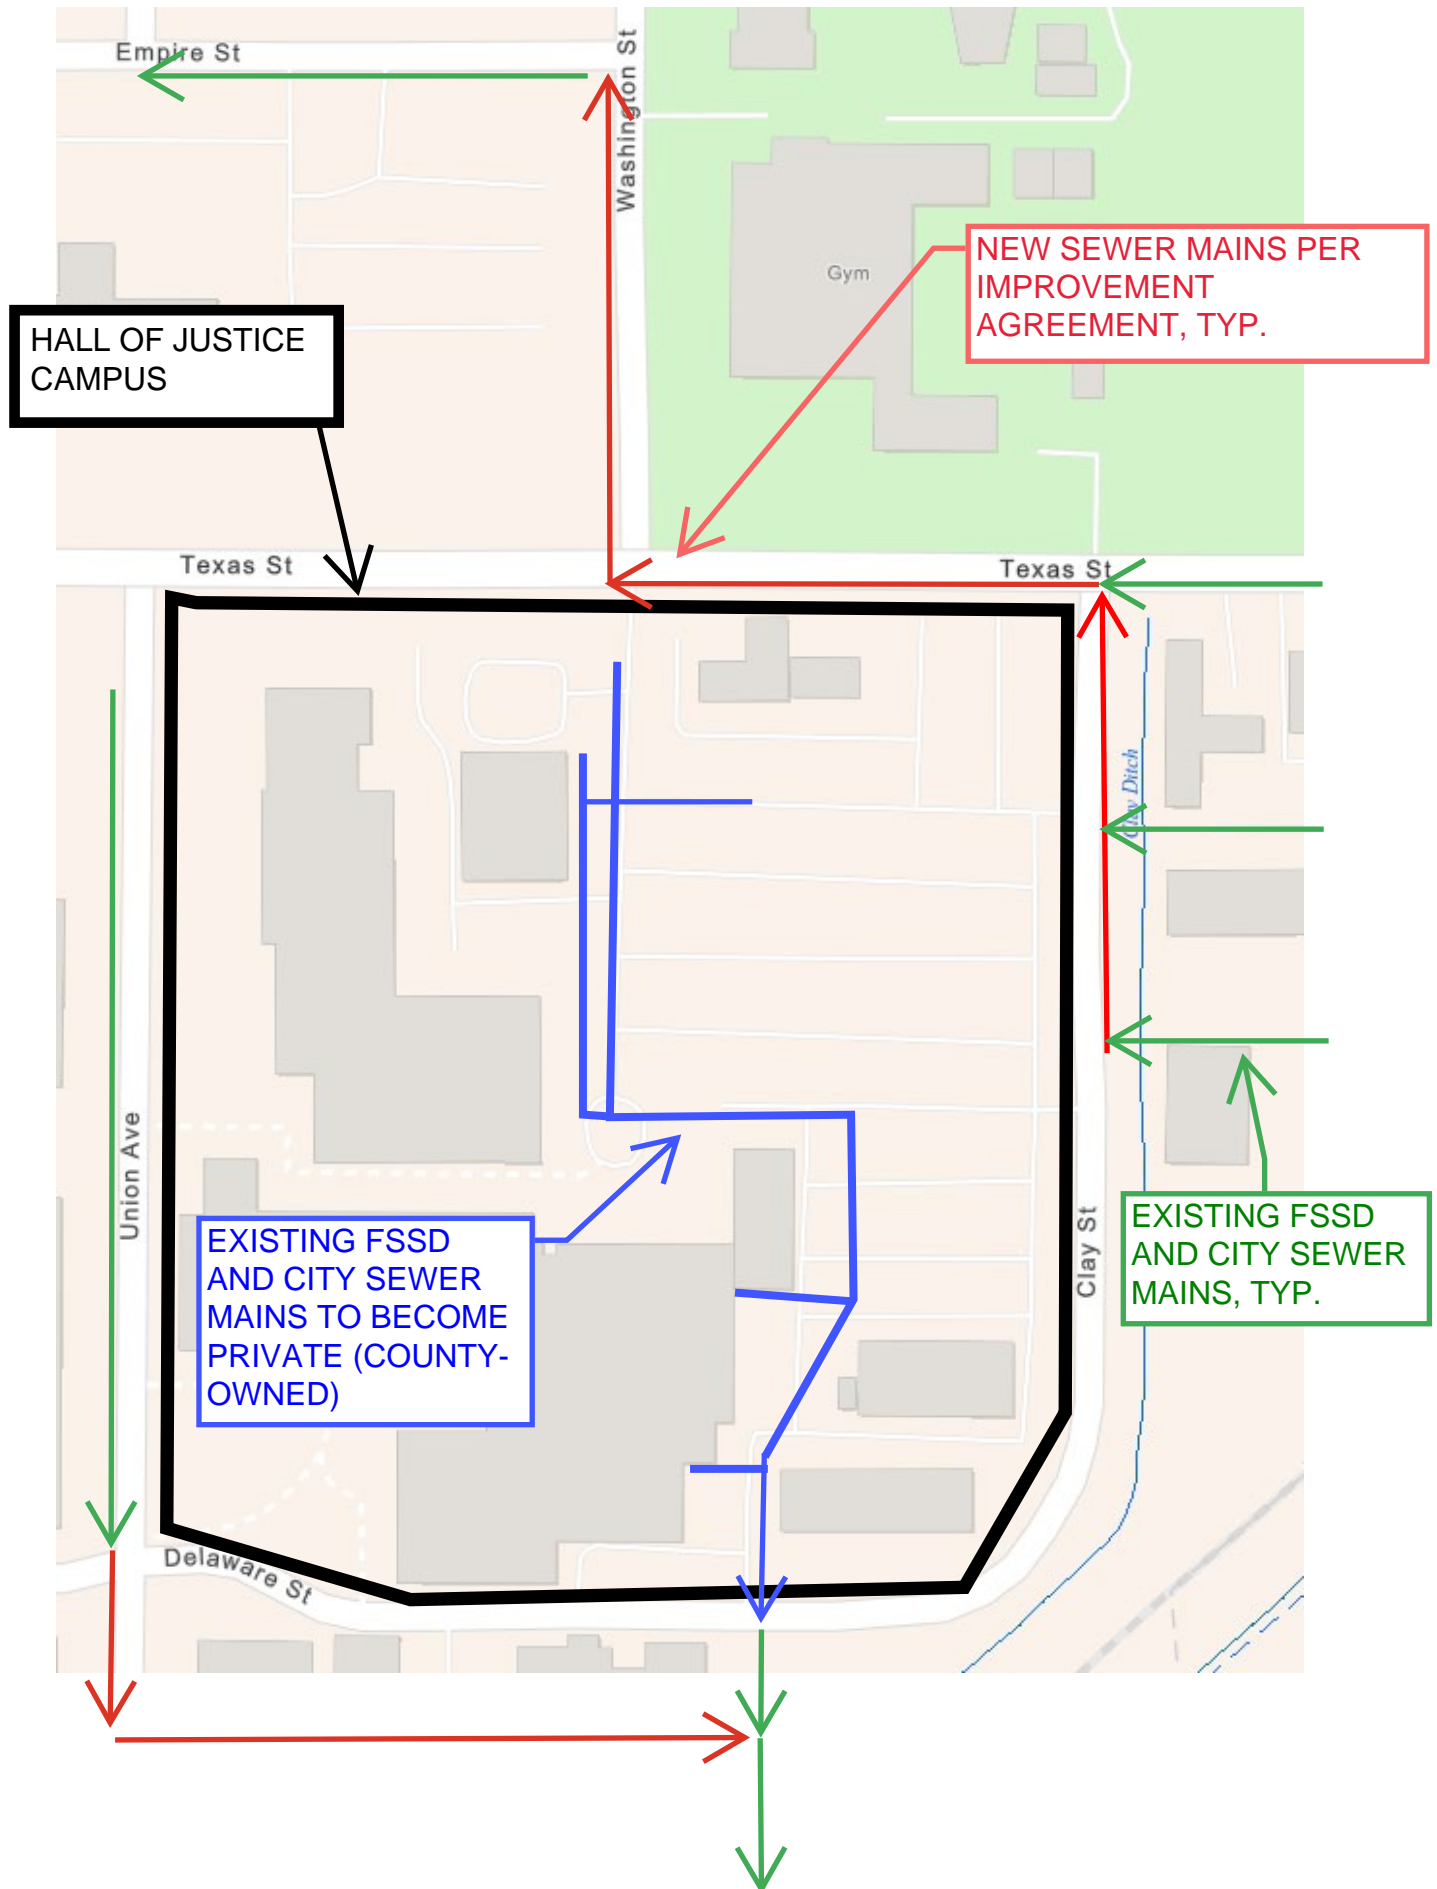 Empire St
Washington St
NEW SEWER MAINS PER
IMPROVEMENT
AGREEMENT, TYP.
Gym
HALL OF JUSTICE
CAMPUS
Texas St
Texas St
Clay Ditch
Union Ave
EXISTING FSSD
AND CITY SEWER
MAINS, TYP.
Clay St
EXISTING FSSD
AND CITY SEWER
MAINS TO BECOME
PRIVATE (COUNTY-
OWNED)
Delaware St